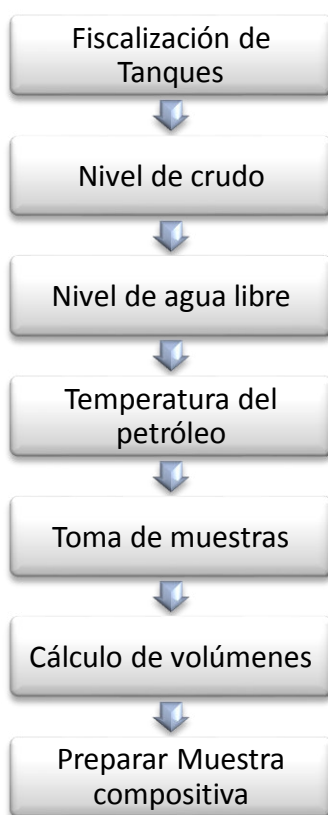 Fiscalización de
Tanques
Nivel de crudo
Nivel de agua libre
Temperatura del
petróleo
Toma de muestras
Cálculo de volúmenes
Preparar Muestra
compositiva